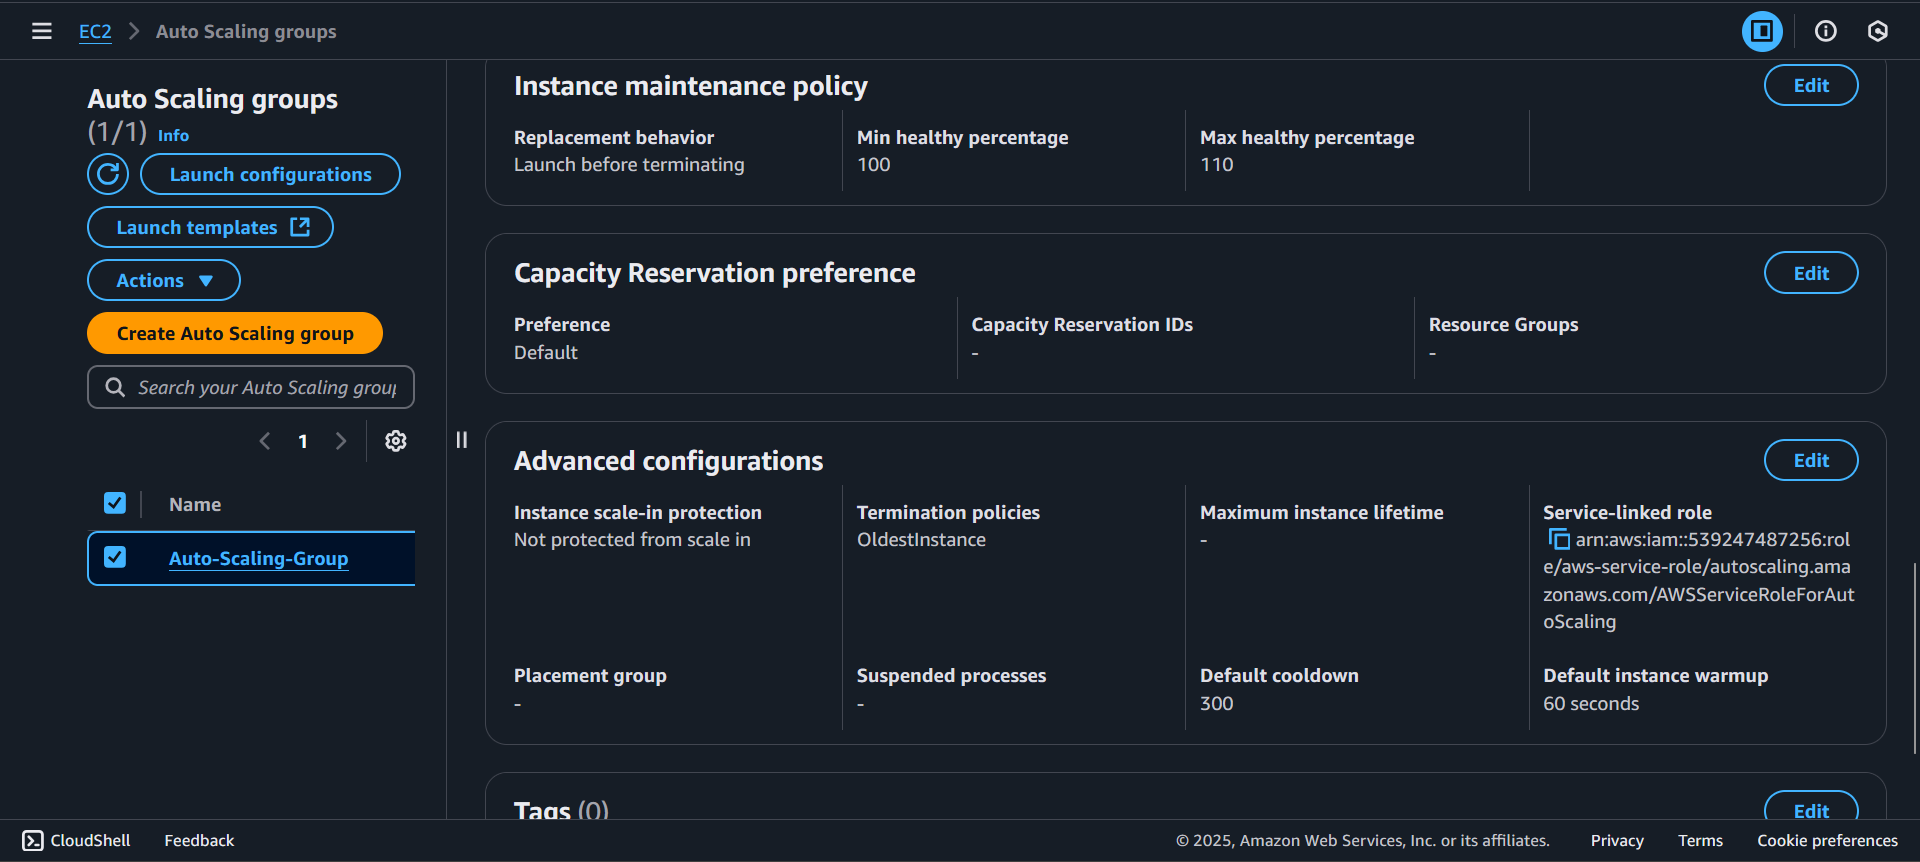 EC2 > Auto Scaling groups
Auto Scaling groups
(1/1) Info
Launch configurations
Launch templates
Actions
Create Auto Scaling group
Search your Auto Scaling group
1
Name
Auto-Scaling-Group
Instance maintenance policy
Edit
Replacement behavior
Launch before terminating
Min healthy percentage
100
Max healthy percentage
110
Capacity Reservation preference
Edit
Preference
Default
Capacity Reservation IDs
-
Resource Groups
-
Advanced configurations
Edit
Instance scale-in protection
Not protected from scale in
Termination policies
OldestInstance
Maximum instance lifetime
-
Service-linked role
arn:aws:iam::539247487256:rol
e/aws-service-role/autoscaling.ama
zonaws.com/AWSServiceRoleForAut
oScaling
Placement group
-
Suspended processes
-
Default cooldown
300
Default instance warmup
60 seconds
Tags (0)
Edit
CloudShell
Feedback
© 2025, Amazon Web Services, Inc. or its affiliates.
Privacy
Terms
Cookie preferences